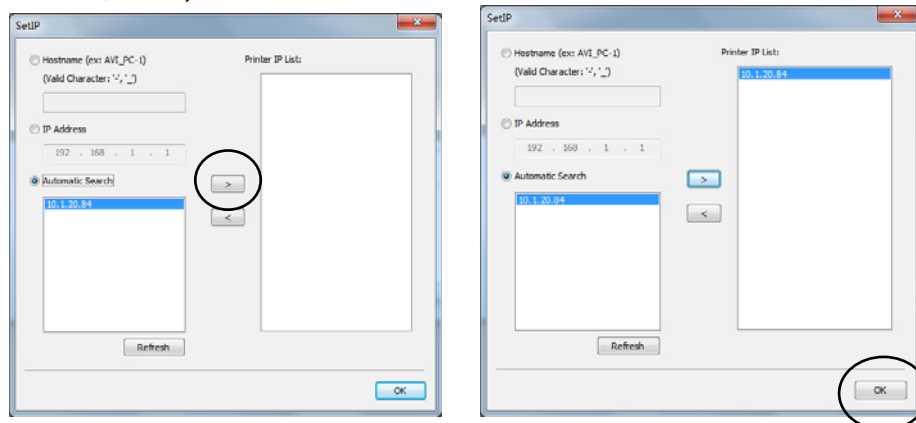 SetIP
Hostname (ex: AVI_PC-1)
(Valid Character: '-', '_')
IP Address
192 . 168 . 1 . 1
Automatic Search
10.1.20.84
Refresh
Printer IP List:
>
<
OK
SetIP
Hostname (ex: AVI_PC-1)
(Valid Character: '-', '_')
IP Address
192 . 168 . 1 . 1
Automatic Search
10.1.20.84
Refresh
Printer IP List:
10.1.20.84
>
<
OK